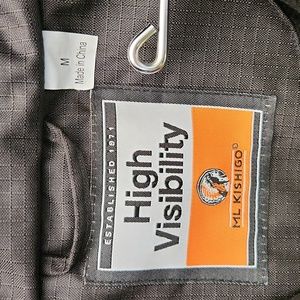 M
Made in China
ESTABLISHED 1971
High
Visibility
ML KISHIGO